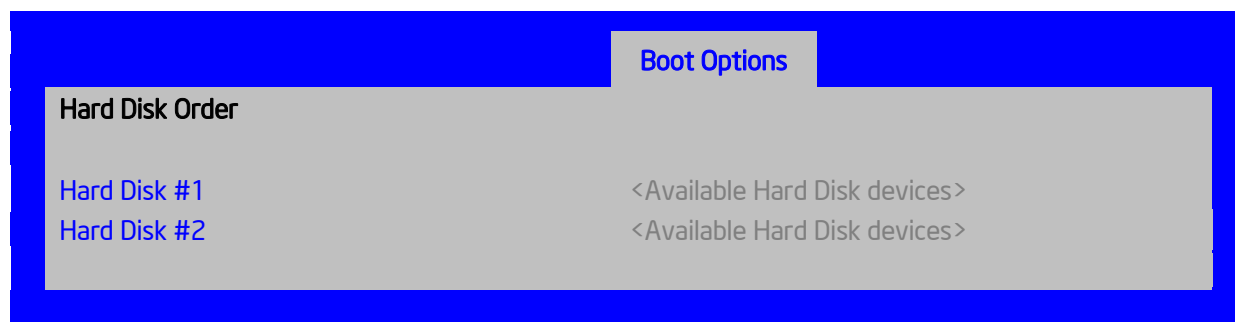 Boot Options
Hard Disk Order
Hard Disk #1 <Available Hard Disk devices>
Hard Disk #2 <Available Hard Disk devices>